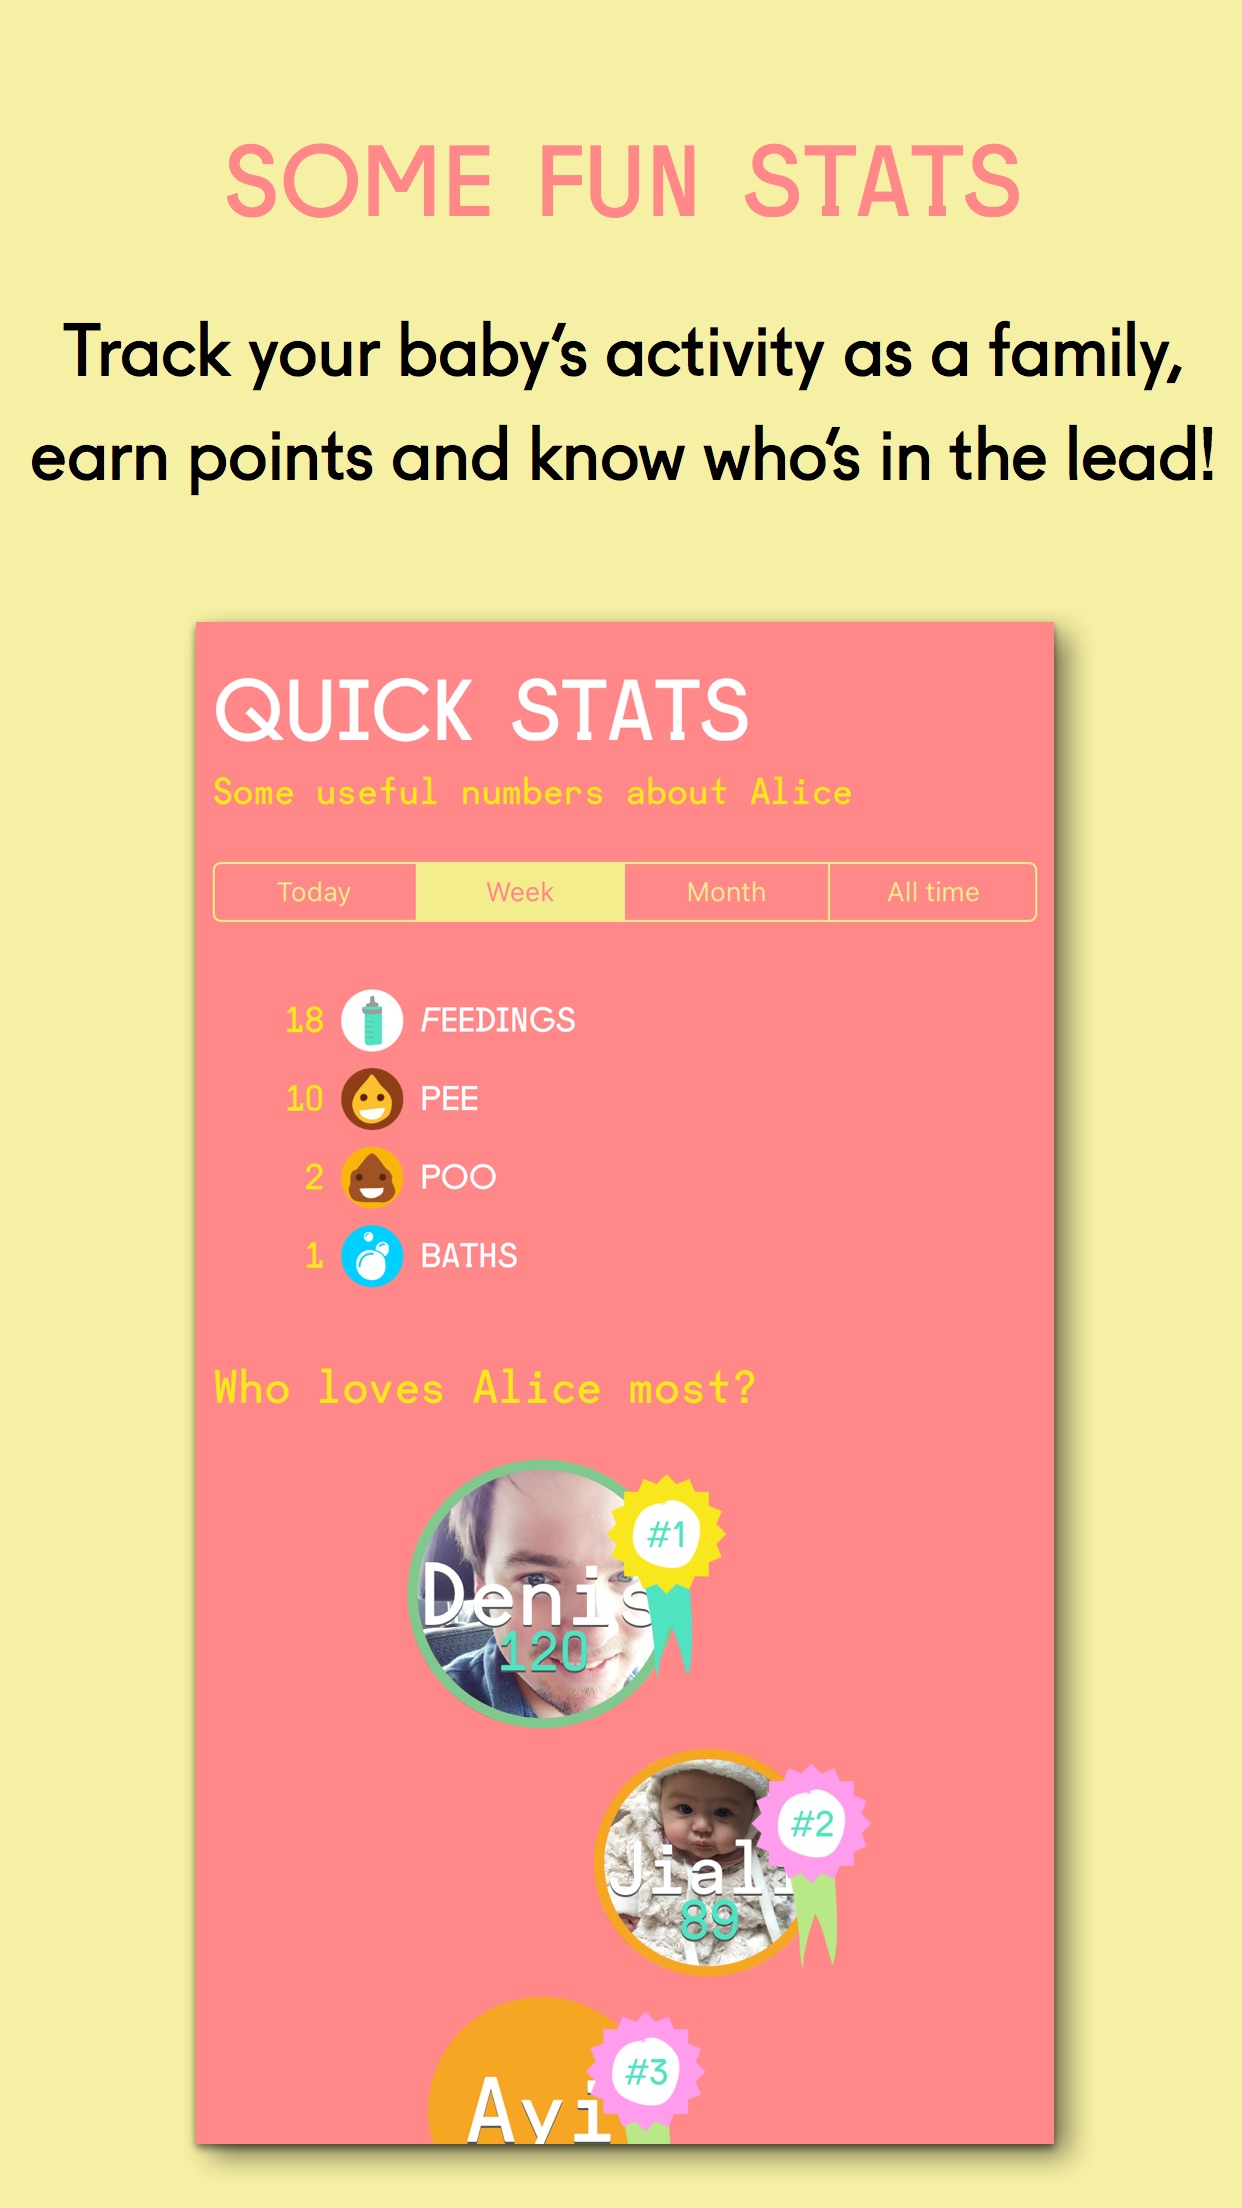 SOME FUN STATS
Track your baby's activity as a family,
earn points and know who's in the lead!
QUICK STATS
Some useful numbers about Alice
Today Week Month All time
18 FEEDINGS
10 PEE
2 POO
1 BATHS
Who loves Alice most?
#1
Denis
120
#2
89
#3